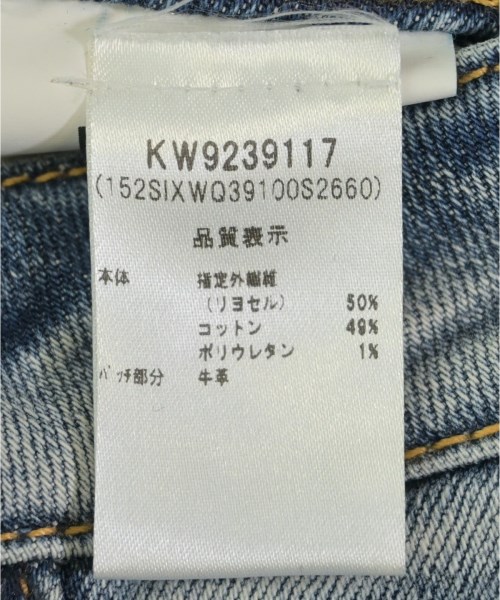 KW9239117
(152SIXWQ39100S2660)
品質表示
本体 指定外繊維
(リヨセル) 50%
コットン 49%
ポリウレタン 1%
パッチ部分 牛革